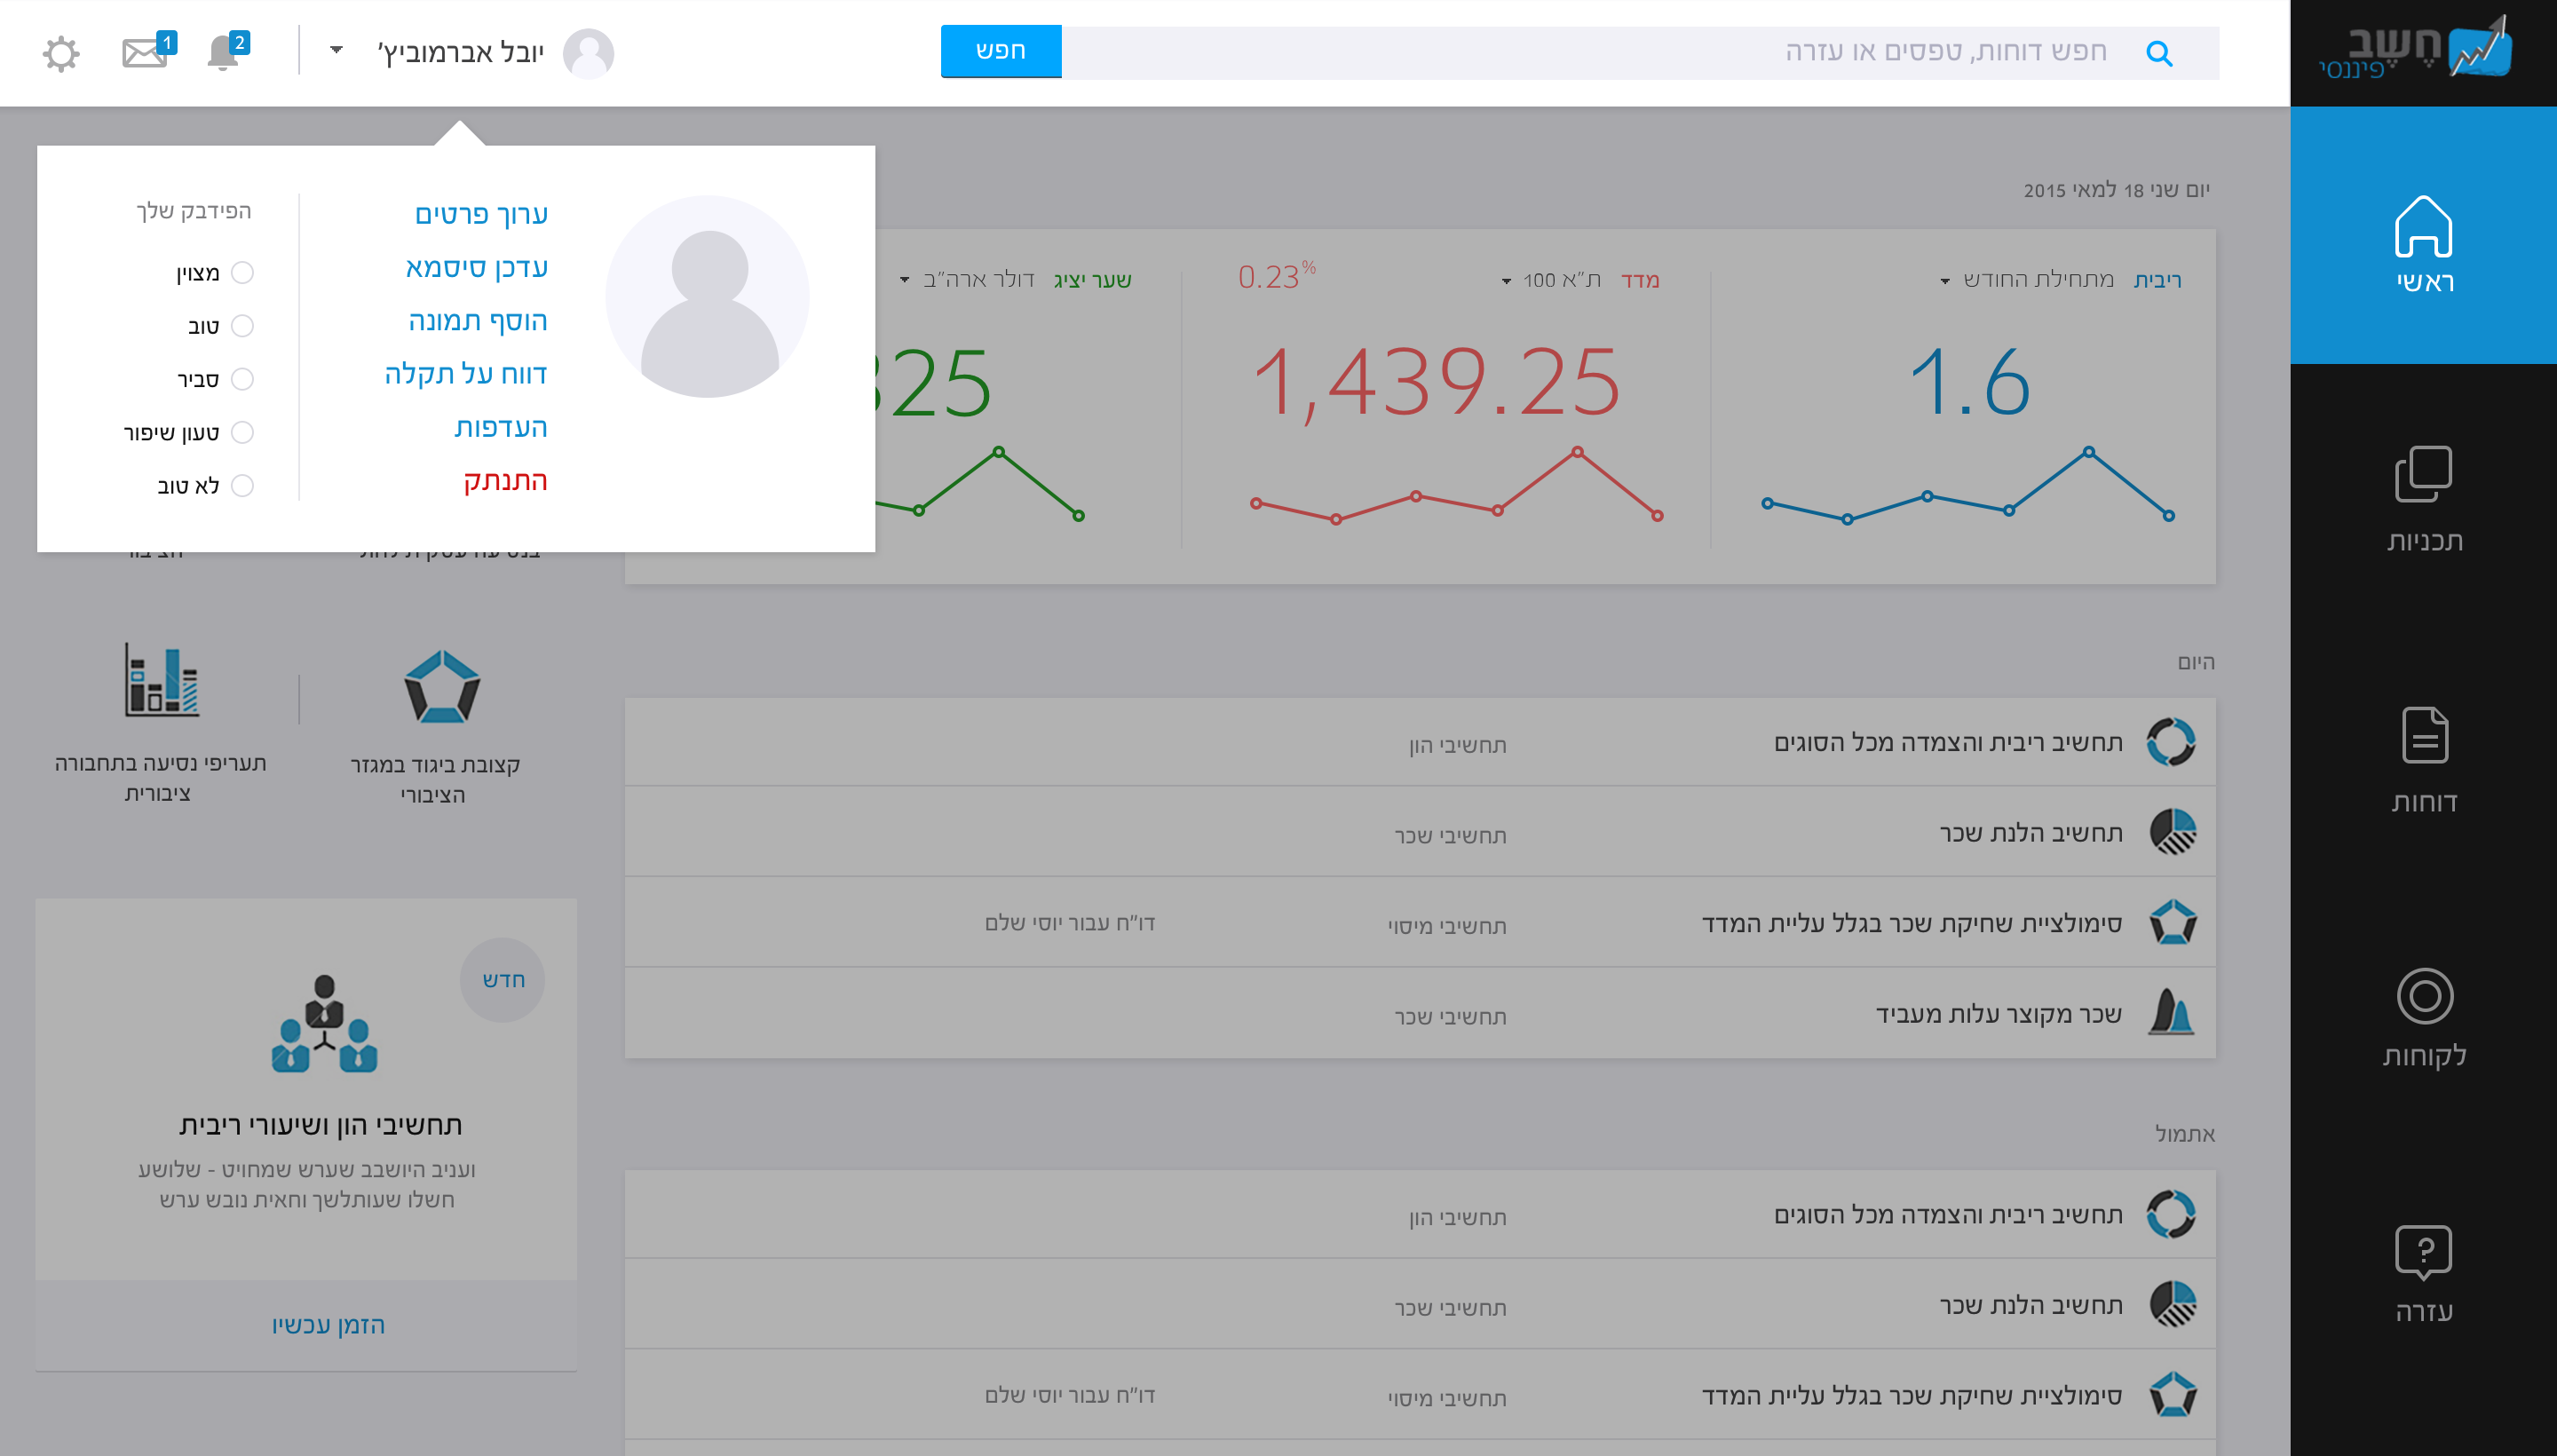 חשב
פיננסי
חפש דוחות, טפסים או עזרה
חפש
יובל אברמוביץ'
2
1
ראשי
תכניות
דוחות
לקוחות
עזרה
ערוך פרטים
עדכן סיסמא
הוסף תמונה
דווח על תקלה
העדפות
התנתק
הפידבק שלך
מצוין
טוב
סביר
טעון שיפור
לא טוב
יום שני 18 למאי 2015
ריבית מתחילת החודש
1.6
מדד ת"א 100 0.23%
1,439.25
שער יציג דולר ארה"ב
325
היום
תחשיב ריבית והצמדה מכל הסוגים תחשיבי הון
תחשיב הלנת שכר תחשיבי שכר
סימולציית שחיקת שכר בגלל עליית המדד תחשיבי מיסוי דו"ח עבור יוסי שלם
שכר מקוצר עלות מעביד תחשיבי שכר
אתמול
תחשיב ריבית והצמדה מכל הסוגים תחשיבי הון
תחשיב הלנת שכר תחשיבי שכר
סימולציית שחיקת שכר בגלל עליית המדד תחשיבי מיסוי דו"ח עבור יוסי שלם
קצובת ביגוד במגזר
הציבורי
תעריפי נסיעה בתחבורה
ציבורית
חדש
תחשיבי הון ושיעורי ריבית
ועניב היושבב שערש שמחויט - שלושע
חשלו שעותלשך וחאית נובש ערש
הזמן עכשיו